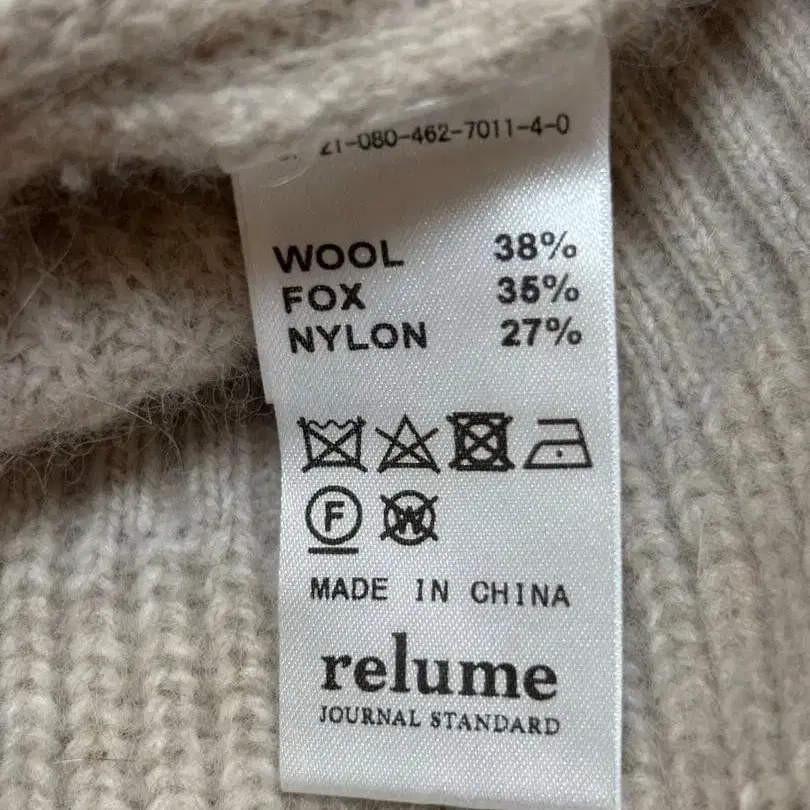 21-080-462-7011-4-0
WOOL 38%
FOX 35%
NYLON 27%
F W
MADE IN CHINA
relume
JOURNAL STANDARD